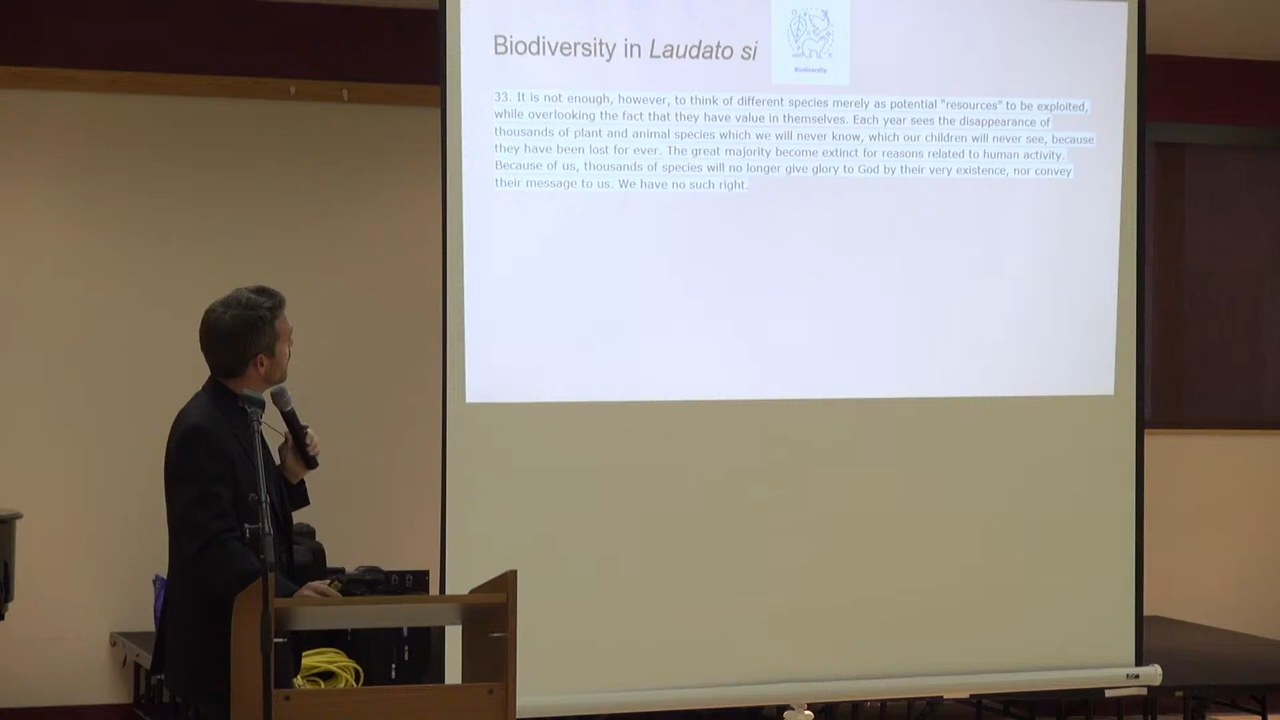 Biodiversity in Laudato si
Biodiversity
33. It is not enough, however, to think of different species merely as potential "resources" to be exploited,
while overlooking the fact that they have value in themselves. Each year sees the disappearance of
thousands of plant and animal species which we will never know, which our children will never see, because
they have been lost for ever. The great majority become extinct for reasons related to human activity.
Because of us, thousands of species will no longer give glory to God by their very existence, nor convey
their message to us. We have no such right.